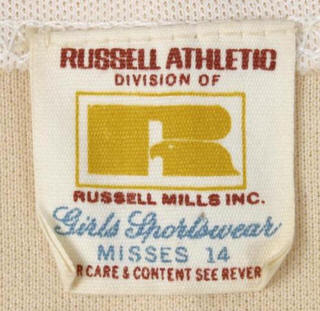 RUSSELL ATHLETIC
DIVISION OF
R
RUSSELL MILLS INC.
Girls Sportswear
MISSES 14
R CARE & CONTENT SEE REVER